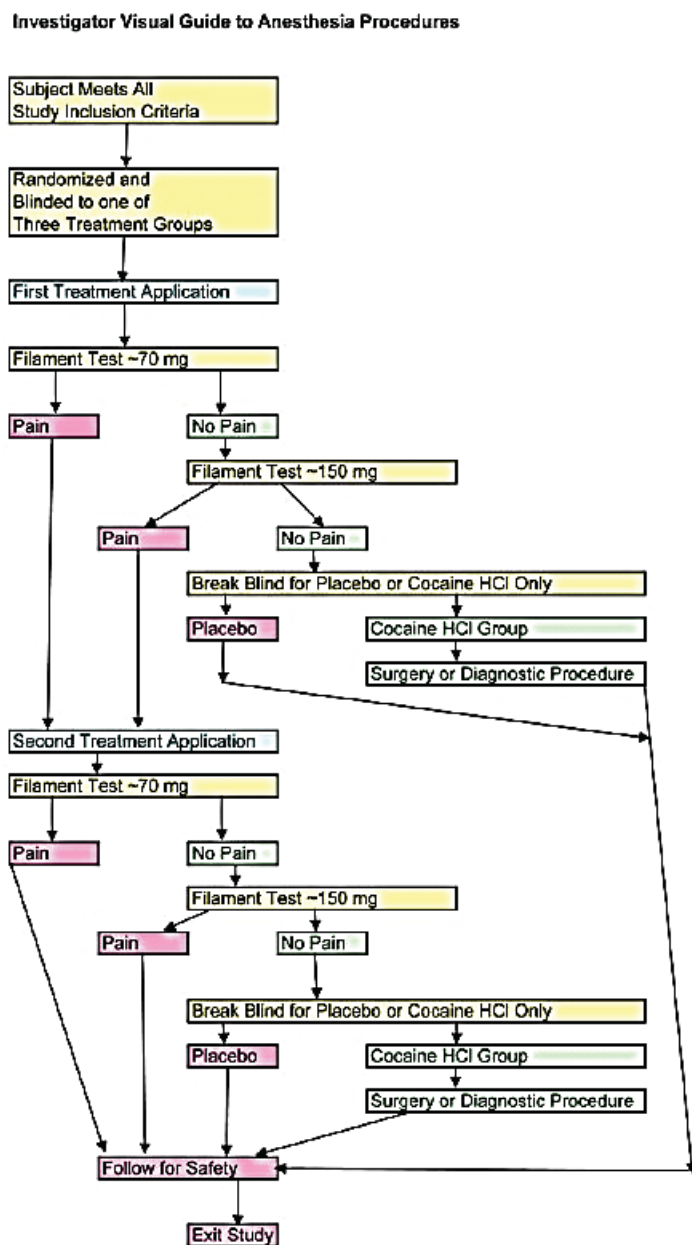 Investigator Visual Guide to Anesthesia Procedures
Subject Meets All
Study Inclusion Criteria
Randomized and
Blinded to one of
Three Treatment Groups
First Treatment Application
Filament Test ~70 mg
Pain
No Pain
Filament Test ~150 mg
Pain
No Pain
Break Blind for Placebo or Cocaine HCl Only
Placebo
Cocaine HCl Group
Surgery or Diagnostic Procedure
Second Treatment Application
Filament Test ~70 mg
Pain
No Pain
Filament Test ~150 mg
Pain
No Pain
Break Blind for Placebo or Cocaine HCl Only
Placebo
Cocaine HCl Group
Surgery or Diagnostic Procedure
Follow for Safety
Exit Study